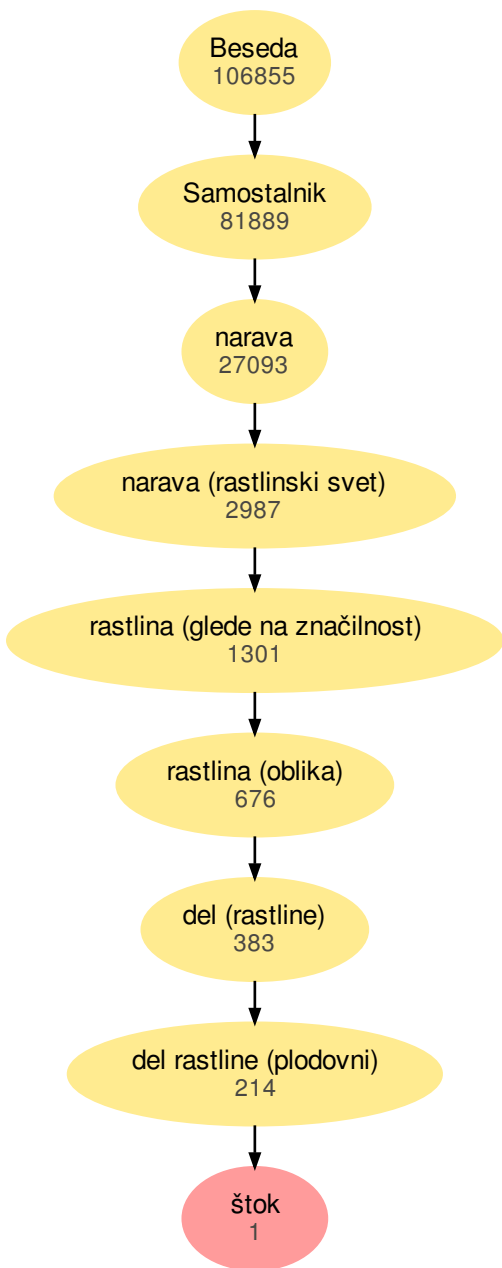 Beseda
106855
Samostalnik
81889
narava
27093
narava (rastlinski svet)
2987
rastlina (glede na značilnost)
1301
rastlina (oblika)
676
del (rastline)
383
del rastline (plodovni)
214
štok
1